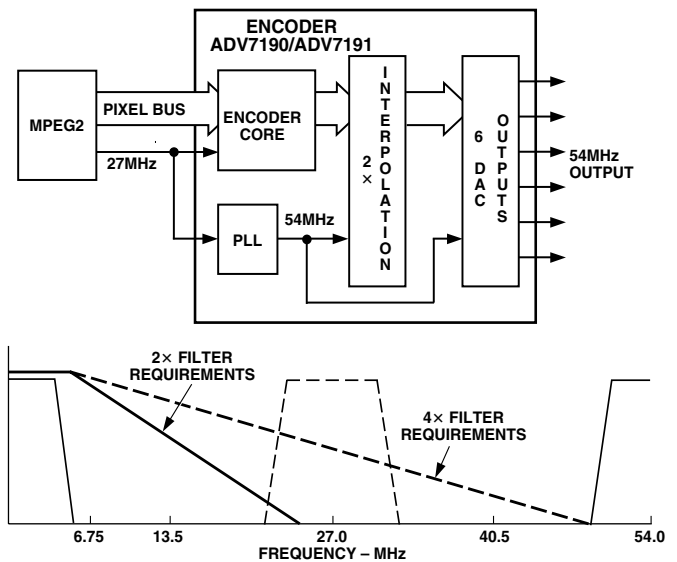 ENCODER
ADV7190/ADV7191
MPEG2
PIXEL BUS
27MHz
ENCODER
CORE
PLL
54MHz
2×
INTERPOLATION
6 DAC
OUTPUTS
54MHz
OUTPUT
2× FILTER
REQUIREMENTS
4× FILTER
REQUIREMENTS
6.75
13.5
27.0
40.5
54.0
FREQUENCY – MHz